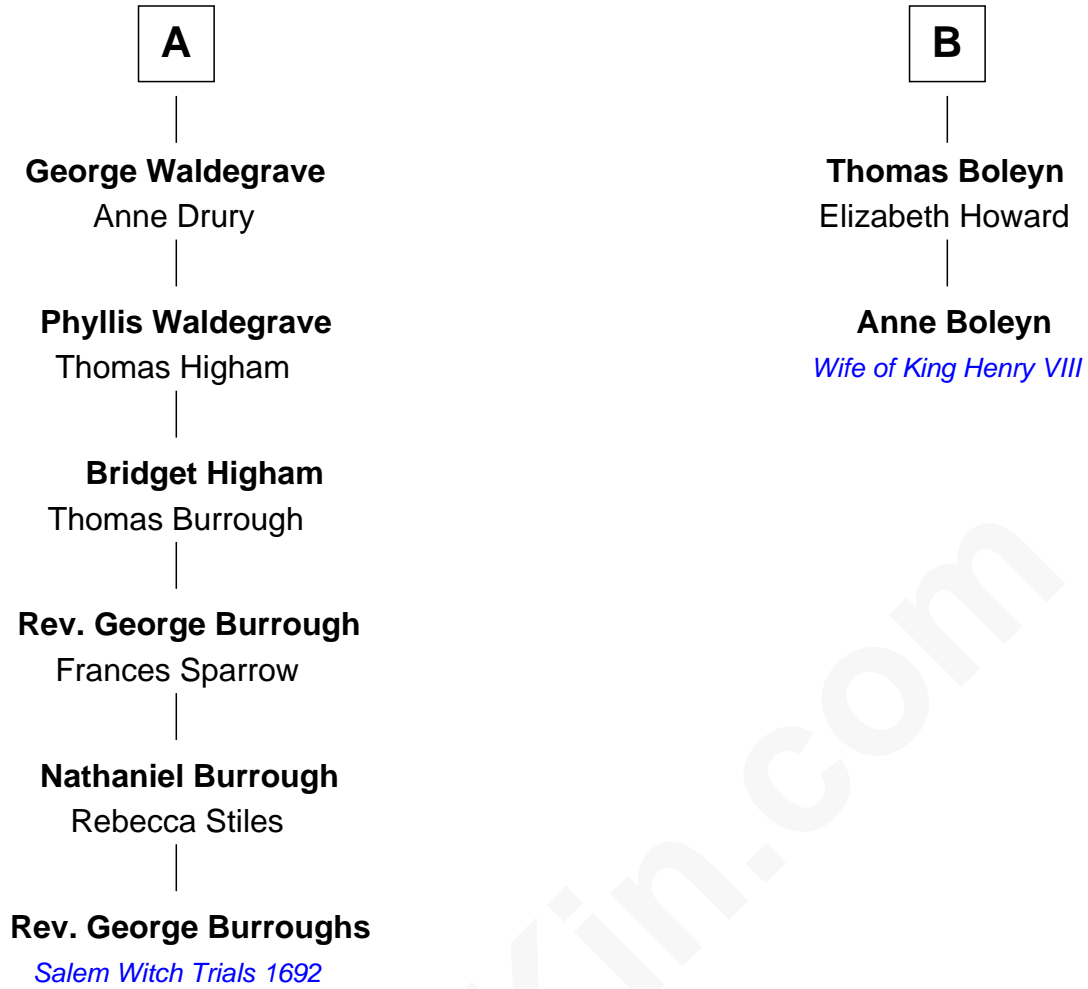 A
George Waldegrave
Anne Drury
Phyllis Waldegrave
Thomas Higham
Bridget Higham
Thomas Burrough
Rev. George Burrough
Frances Sparrow
Nathaniel Burrough
Rebecca Stiles
Rev. George Burroughs
Salem Witch Trials 1692
B
Thomas Boleyn
Elizabeth Howard
Anne Boleyn
Wife of King Henry VIII